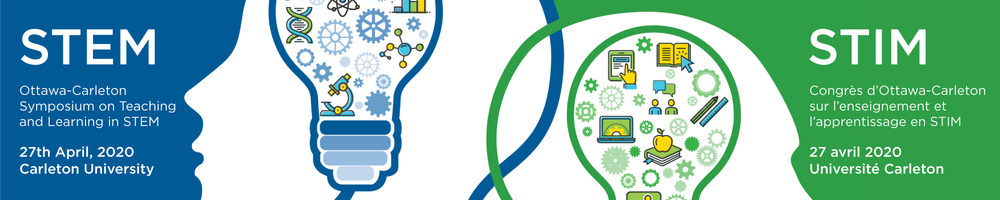 STEM
Ottawa-Carleton
Symposium on Teaching
and Learning in STEM
27th April, 2020
Carleton University
STIM
Congrès d’Ottawa-Carleton
sur l’enseignement et
l’apprentissage en STIM
27 avril 2020
Université Carleton